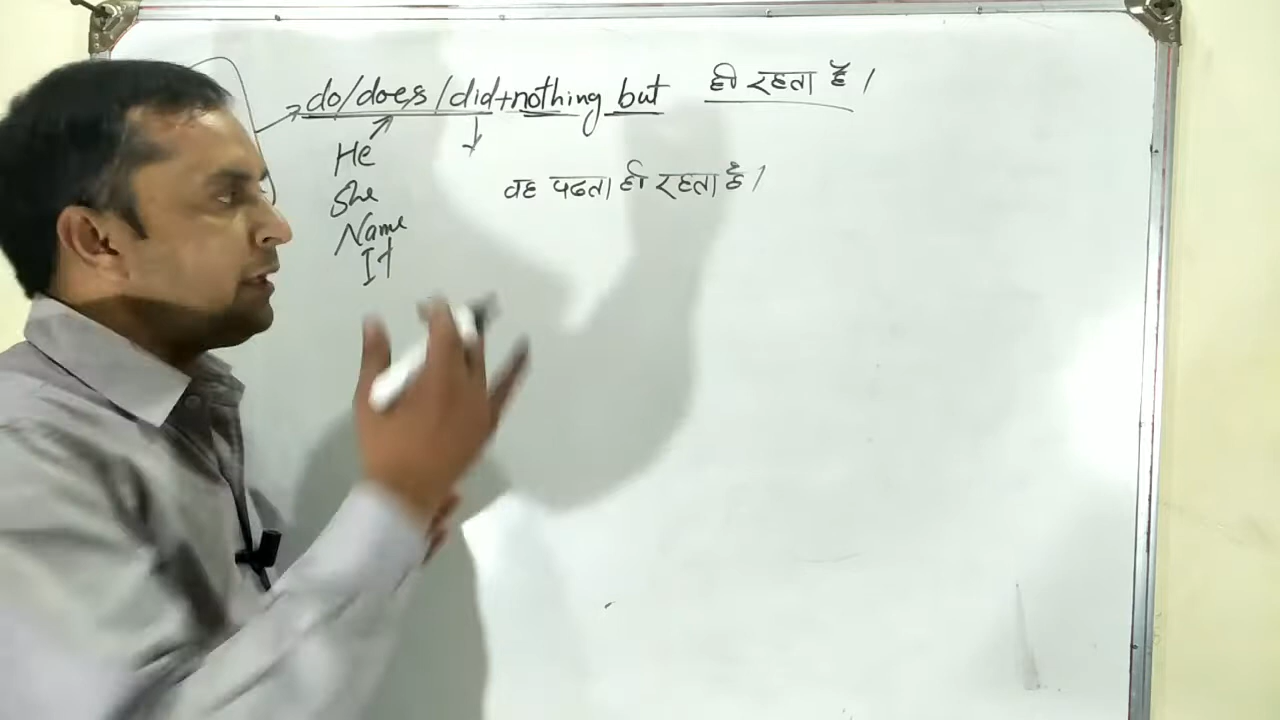 do/does/did+nothing but ही रहता है।
He
She
Name
It
वह पढता ही रहता है।